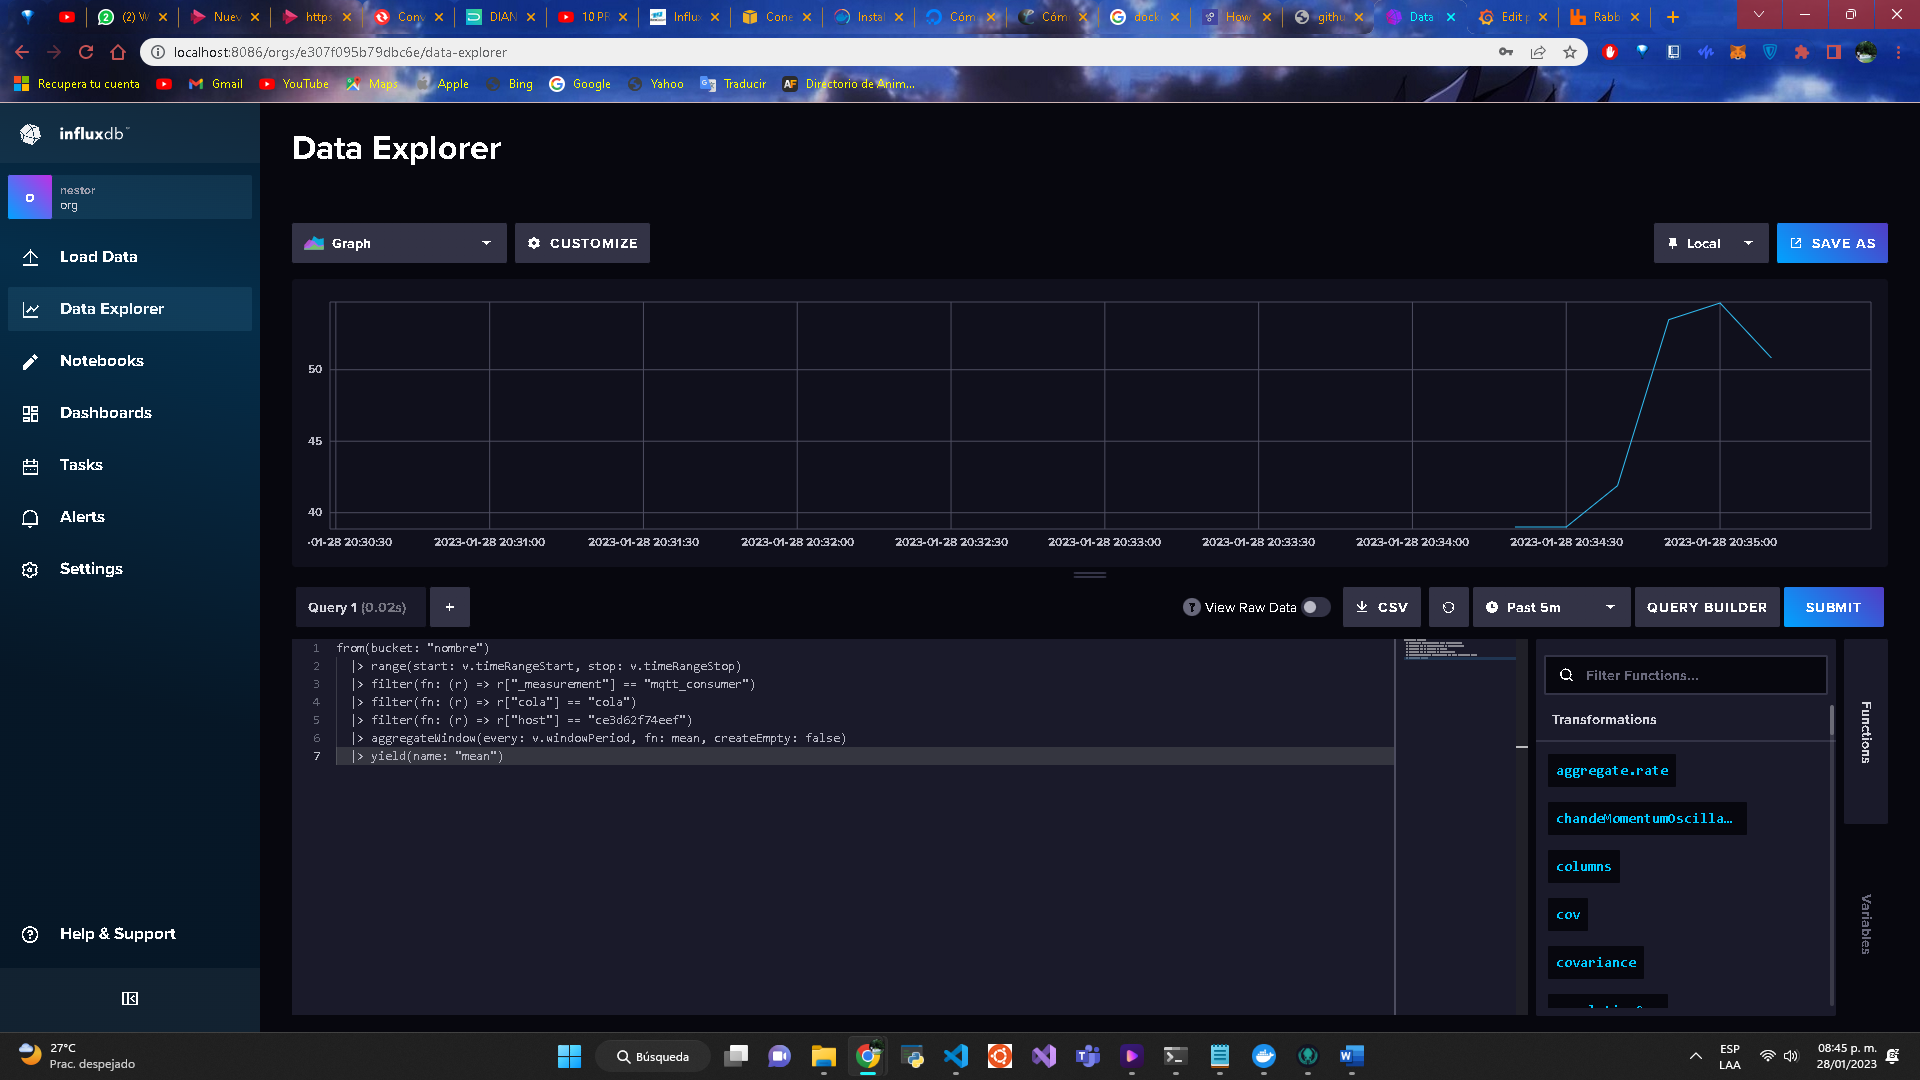 (2) W
Nuev
https
Conv
DIAN
10 PR
Influx
Cone
Instal
Cóm
Cóm
dock
How
githu
Data
Edit p
Rabb
localhost:8086/orgs/e307f095b79dbc6e/data-explorer
Recupera tu cuenta
Gmail
YouTube
Maps
Apple
Bing
Google
Yahoo
Traducir
AF Directorio de Anim...
influxdb™
Data Explorer
o
nestor
org
Load Data
Data Explorer
Notebooks
Dashboards
Tasks
Alerts
Settings
Help & Support
Graph
CUSTOMIZE
Local
SAVE AS
50
45
40
-01-28 20:30:30
2023-01-28 20:31:00
2023-01-28 20:31:30
2023-01-28 20:32:00
2023-01-28 20:32:30
2023-01-28 20:33:00
2023-01-28 20:33:30
2023-01-28 20:34:00
2023-01-28 20:34:30
2023-01-28 20:35:00
Query 1 (0.02s)
+
View Raw Data
CSV
Past 5m
QUERY BUILDER
SUBMIT
1 from(bucket: "nombre")
2 |> range(start: v.timeRangeStart, stop: v.timeRangeStop)
3 |> filter(fn: (r) => r["_measurement"] == "mqtt_consumer")
4 |> filter(fn: (r) => r["cola"] == "cola")
5 |> filter(fn: (r) => r["host"] == "ce3d62f74eef")
6 |> aggregateWindow(every: v.windowPeriod, fn: mean, createEmpty: false)
7 |> yield(name: "mean")
Filter Functions...
Transformations
aggregate.rate
chandeMomentumOscilla…
columns
cov
covariance
Functions
Variables
27°C
Prac. despejado
Búsqueda
ESP
LAA
08:45 p. m.
28/01/2023